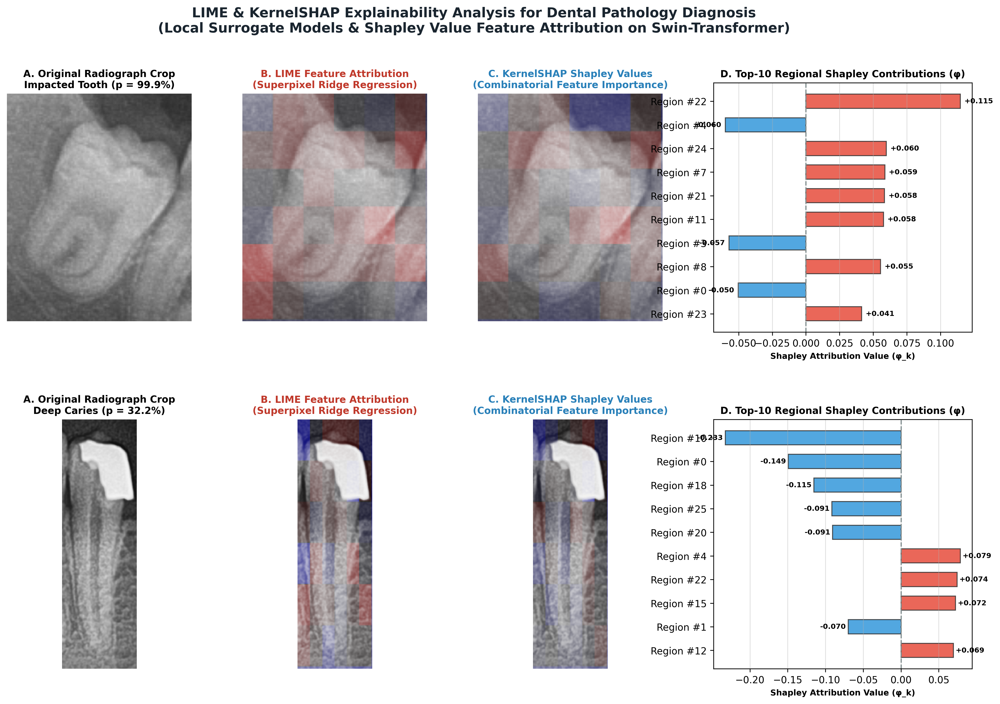 LIME & KernelSHAP Explainability Analysis for Dental Pathology Diagnosis
(Local Surrogate Models & Shapley Value Feature Attribution on Swin-Transformer)
A. Original Radiograph Crop
Impacted Tooth (p = 99.9%)
B. LIME Feature Attribution
(Superpixel Ridge Regression)
C. KernelSHAP Shapley Values
(Combinatorial Feature Importance)
D. Top-10 Regional Shapley Contributions (φ)
Region #22 +0.115
Region #4 -0.060
Region #24 +0.060
Region #7 +0.059
Region #21 +0.058
Region #11 +0.058
Region #3 -0.057
Region #8 +0.055
Region #0 -0.050
Region #23 +0.041
−0.050 −0.025 0.000 0.025 0.050 0.075 0.100
Shapley Attribution Value (φ_k)
A. Original Radiograph Crop
Deep Caries (p = 32.2%)
B. LIME Feature Attribution
(Superpixel Ridge Regression)
C. KernelSHAP Shapley Values
(Combinatorial Feature Importance)
D. Top-10 Regional Shapley Contributions (φ)
Region #10 -0.233
Region #0 -0.149
Region #18 -0.115
Region #25 -0.091
Region #20 -0.091
Region #4 +0.079
Region #22 +0.074
Region #15 +0.072
Region #1 -0.070
Region #12 +0.069
−0.20 −0.15 −0.10 −0.05 0.00 0.05
Shapley Attribution Value (φ_k)